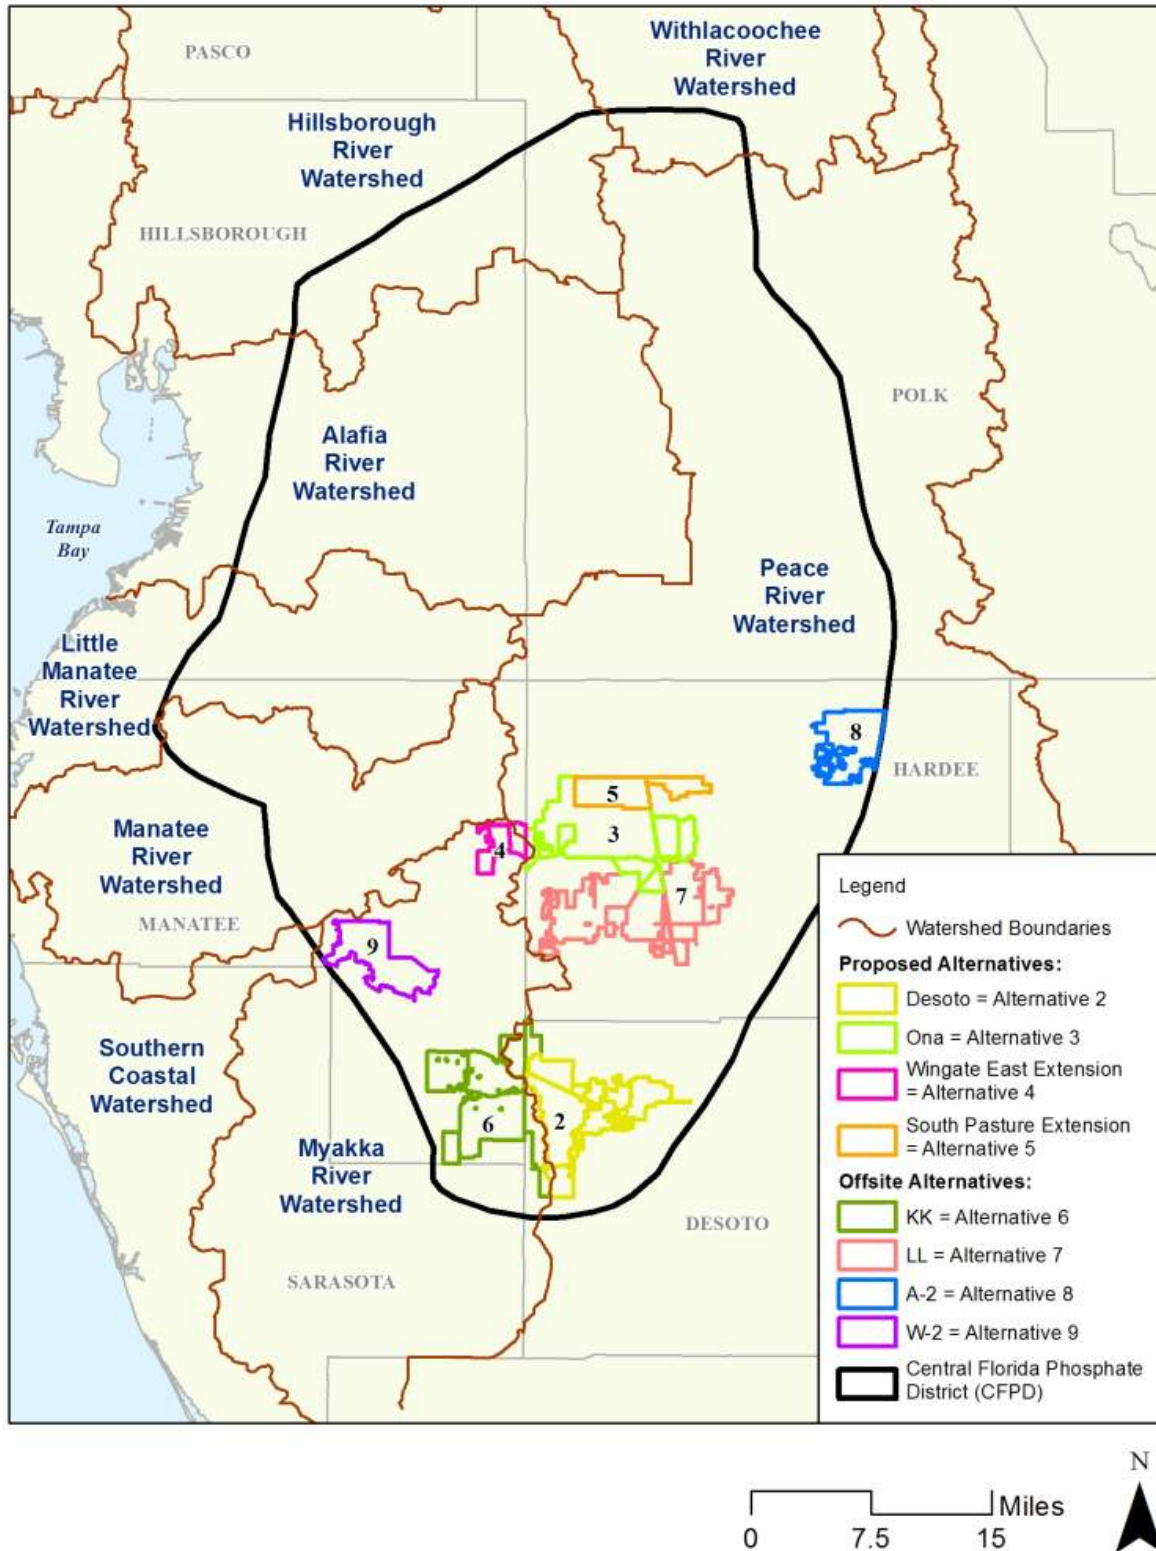 Withlacoochee
River
Watershed
PASCO
Hillsborough
River
Watershed
HILLSBOROUGH
POLK
Alafia
River
Watershed
Tampa
Bay
Peace
River
Watershed
Little
Manatee
River
Watershed
8
HARDEE
5
3
4
Manatee
River
Watershed
7
MANATEE
9
Southern
Coastal
Watershed
6
2
Myakka
River
Watershed
DESOTO
SARASOTA
Legend
Watershed Boundaries
Proposed Alternatives:
Desoto = Alternative 2
Ona = Alternative 3
Wingate East Extension
= Alternative 4
South Pasture Extension
= Alternative 5
Offsite Alternatives:
KK = Alternative 6
LL = Alternative 7
A-2 = Alternative 8
W-2 = Alternative 9
Central Florida Phosphate
District (CFPD)
N
Miles
0 7.5 15